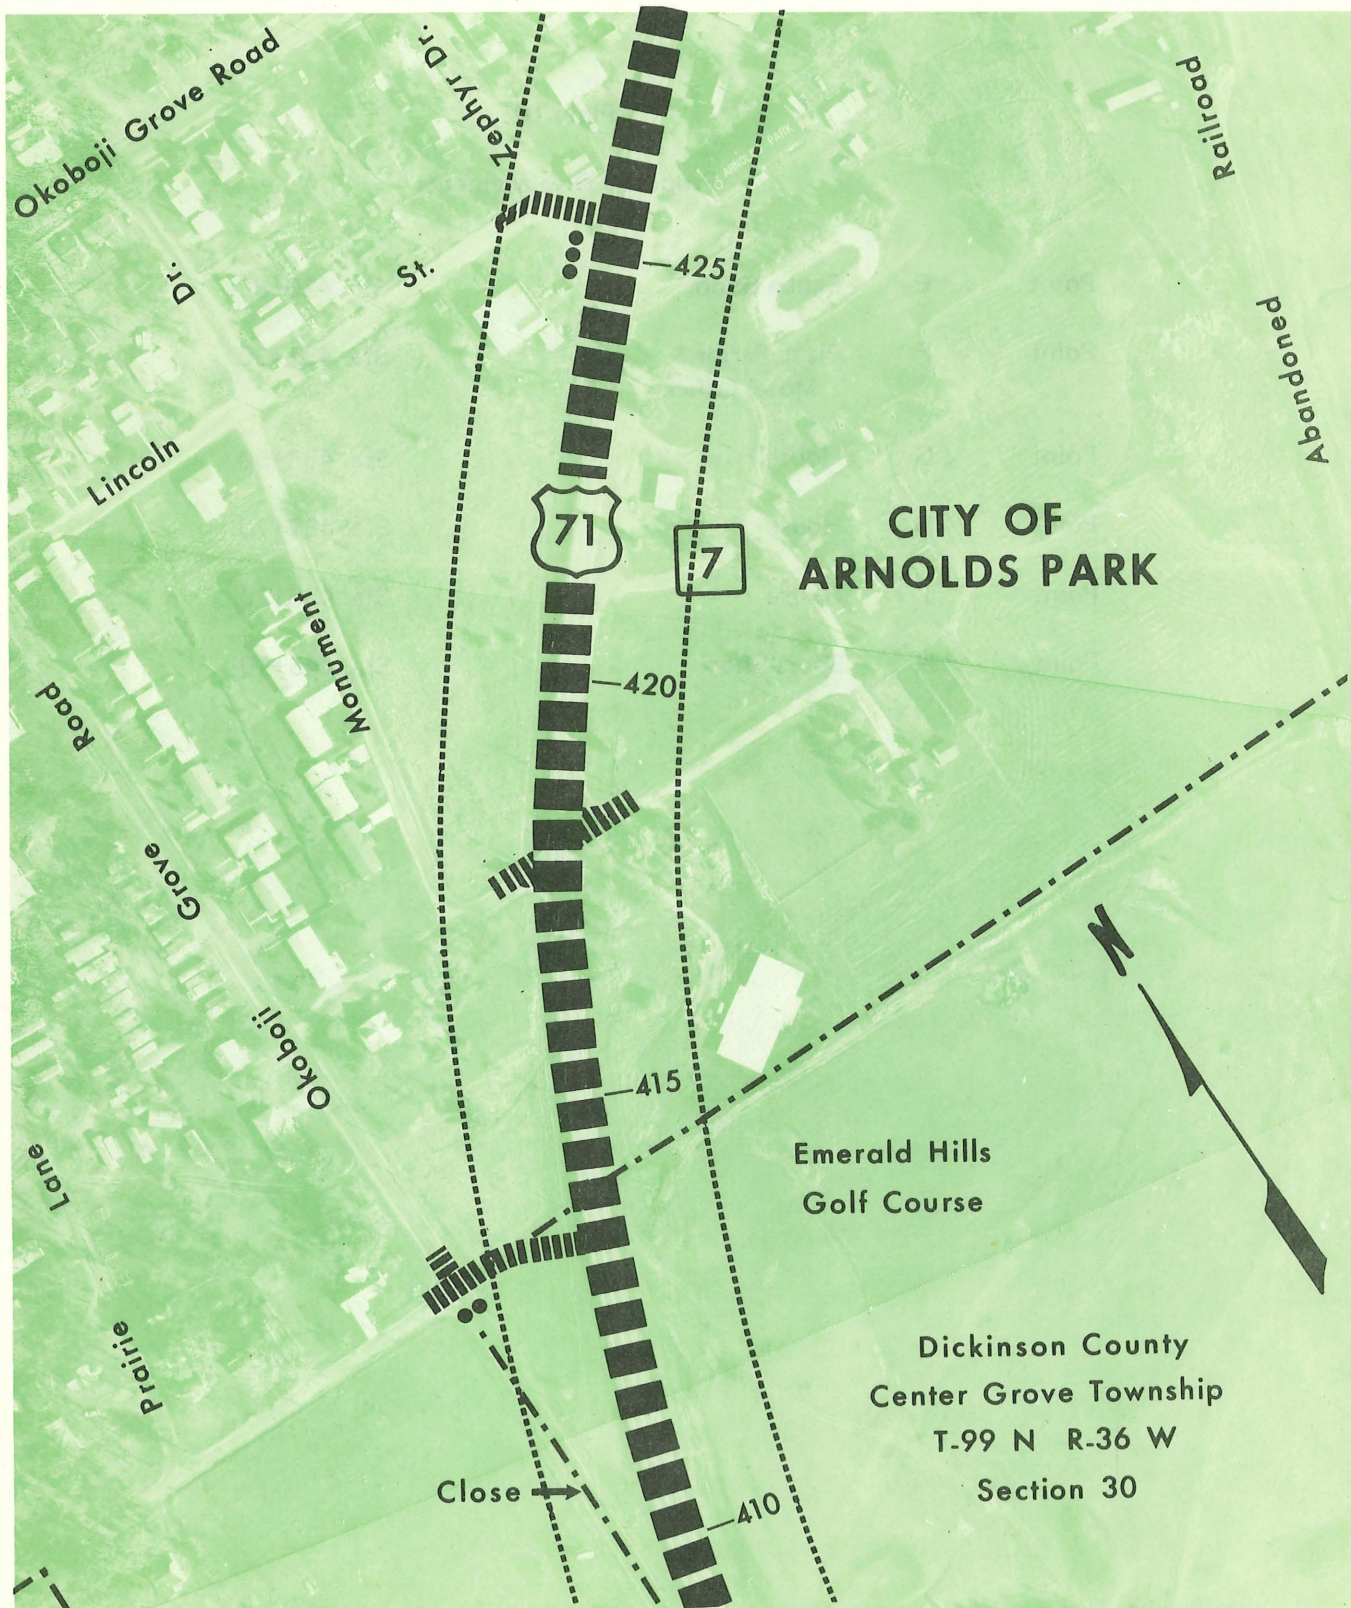 Okoboji Grove Road
Zephyr Dr.
Railroad
Dr.
St.
425
Abandoned
Lincoln
71
7
CITY OF
ARNOLDS PARK
Monument
420
Road
Grove
N
Okoboji
415
Emerald Hills
Golf Course
Lane
Prairie
Dickinson County
Center Grove Township
T-99 N R-36 W
Section 30
Close
410